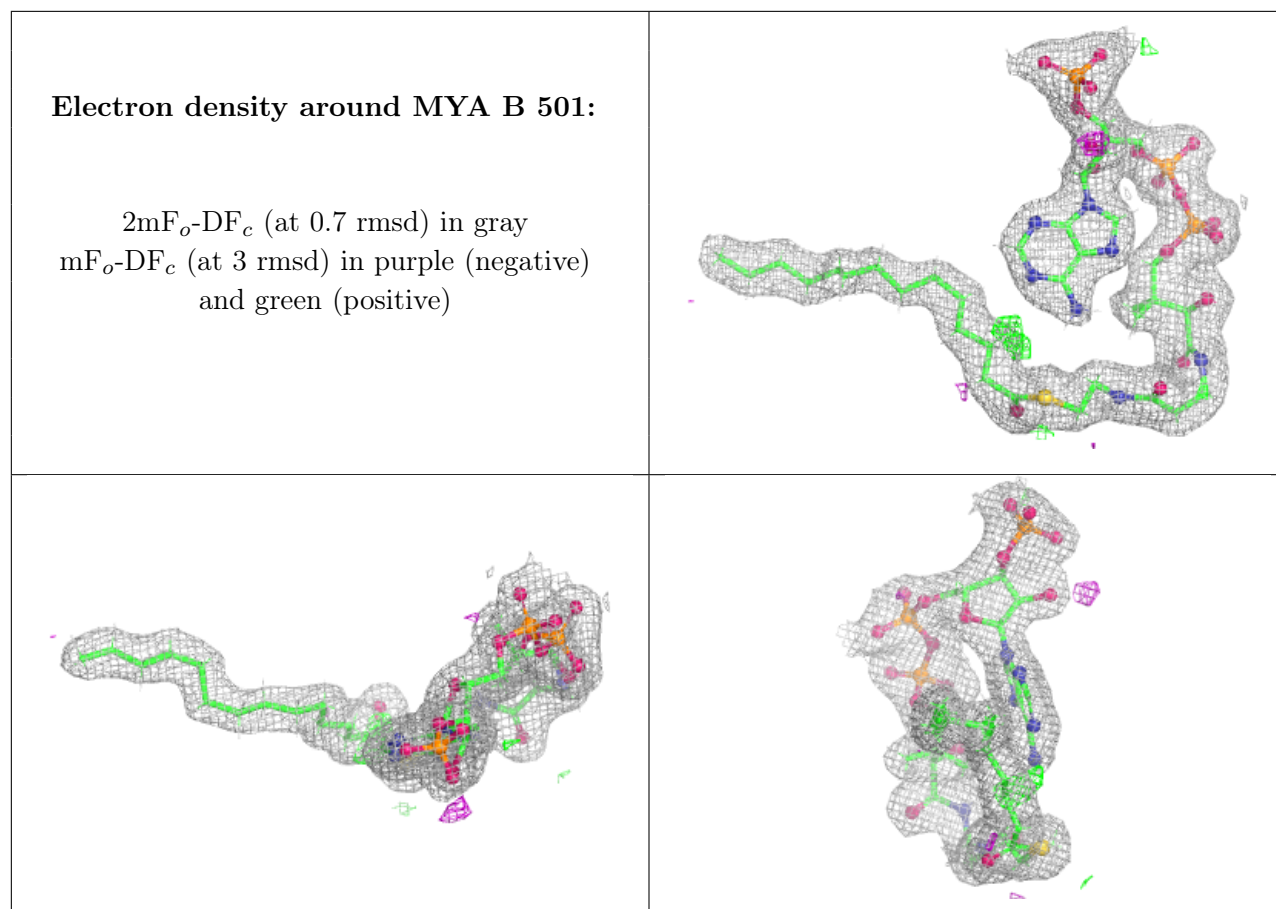 Electron density around MYA B 501:
2mFo-DFc (at 0.7 rmsd) in gray
mFo-DFc (at 3 rmsd) in purple (negative)
and green (positive)